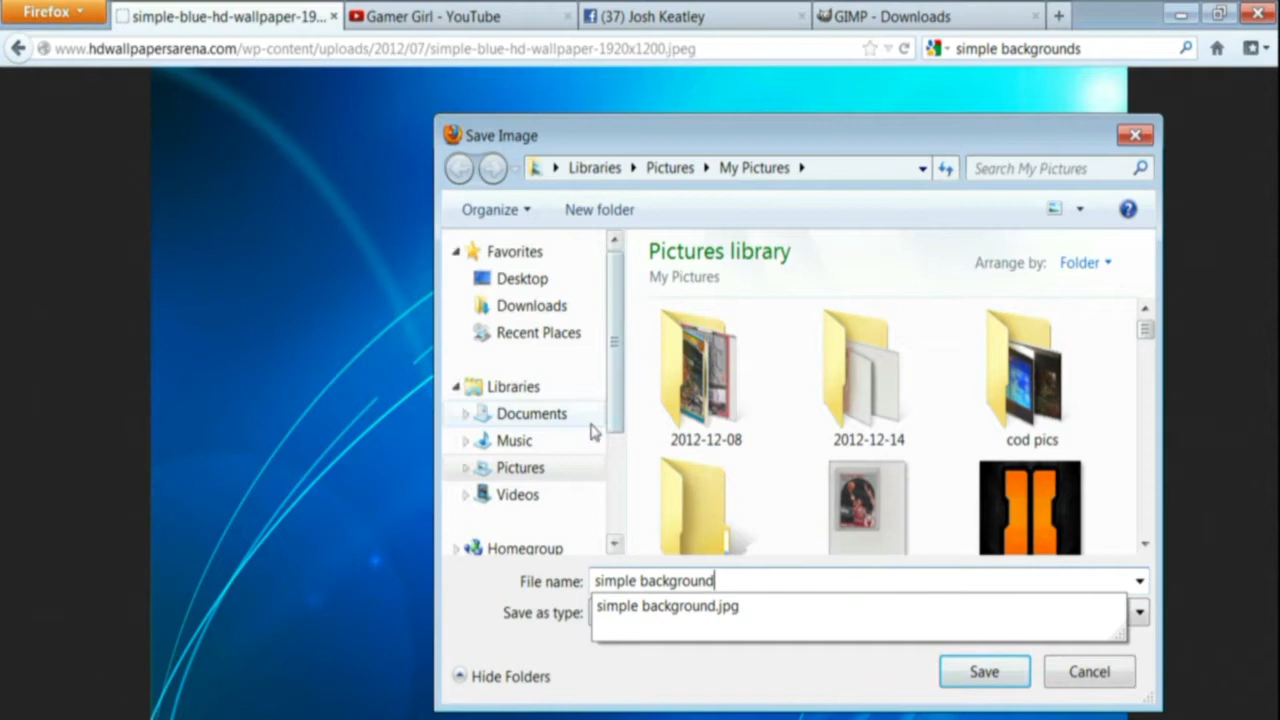 Firefox
simple-blue-hd-wallpaper-19... ×
Gamer Girl - YouTube ×
(37) Josh Keatley ×
GIMP - Downloads ×
+
www.hdwallpapersarena.com/wp-content/uploads/2012/07/simple-blue-hd-wallpaper-1920x1200.jpeg
simple backgrounds
Save Image
Libraries
Pictures
My Pictures
Search My Pictures
Organize
New folder
Favorites
Desktop
Downloads
Recent Places
Libraries
Documents
Music
Pictures
Videos
Homegroup
Pictures library
My Pictures
Arrange by: Folder
2012-12-08
2012-12-14
cod pics
File name: simple background
Save as type:
simple background.jpg
Hide Folders
Save
Cancel